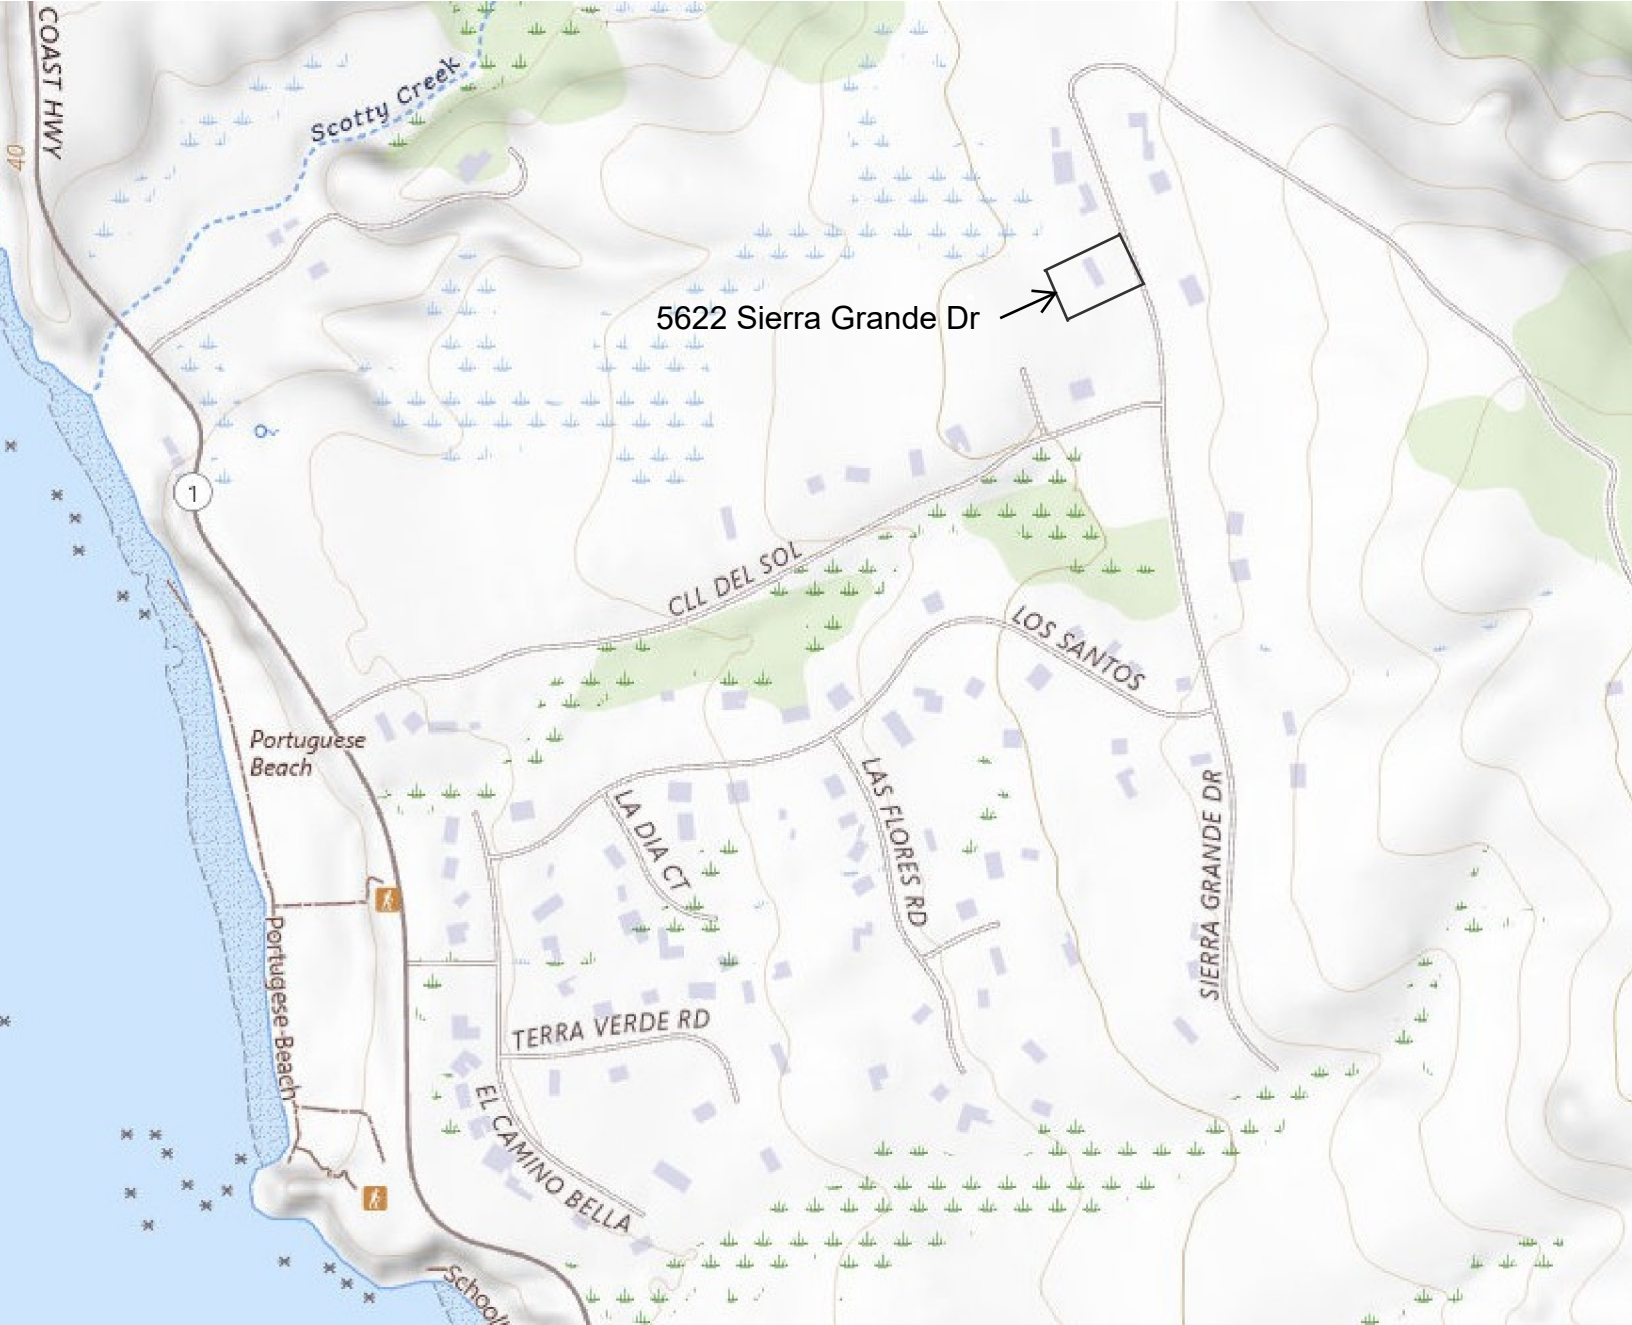 COAST HWY
40
Scotty Creek
5622 Sierra Grande Dr
1
CLL DEL SOL
LOS SANTOS
Portuguese
Beach
LA DIA CT
LAS FLORES RD
SIERRA GRANDE DR
Portugese-Beach
TERRA VERDE RD
EL CAMINO BELLA
School